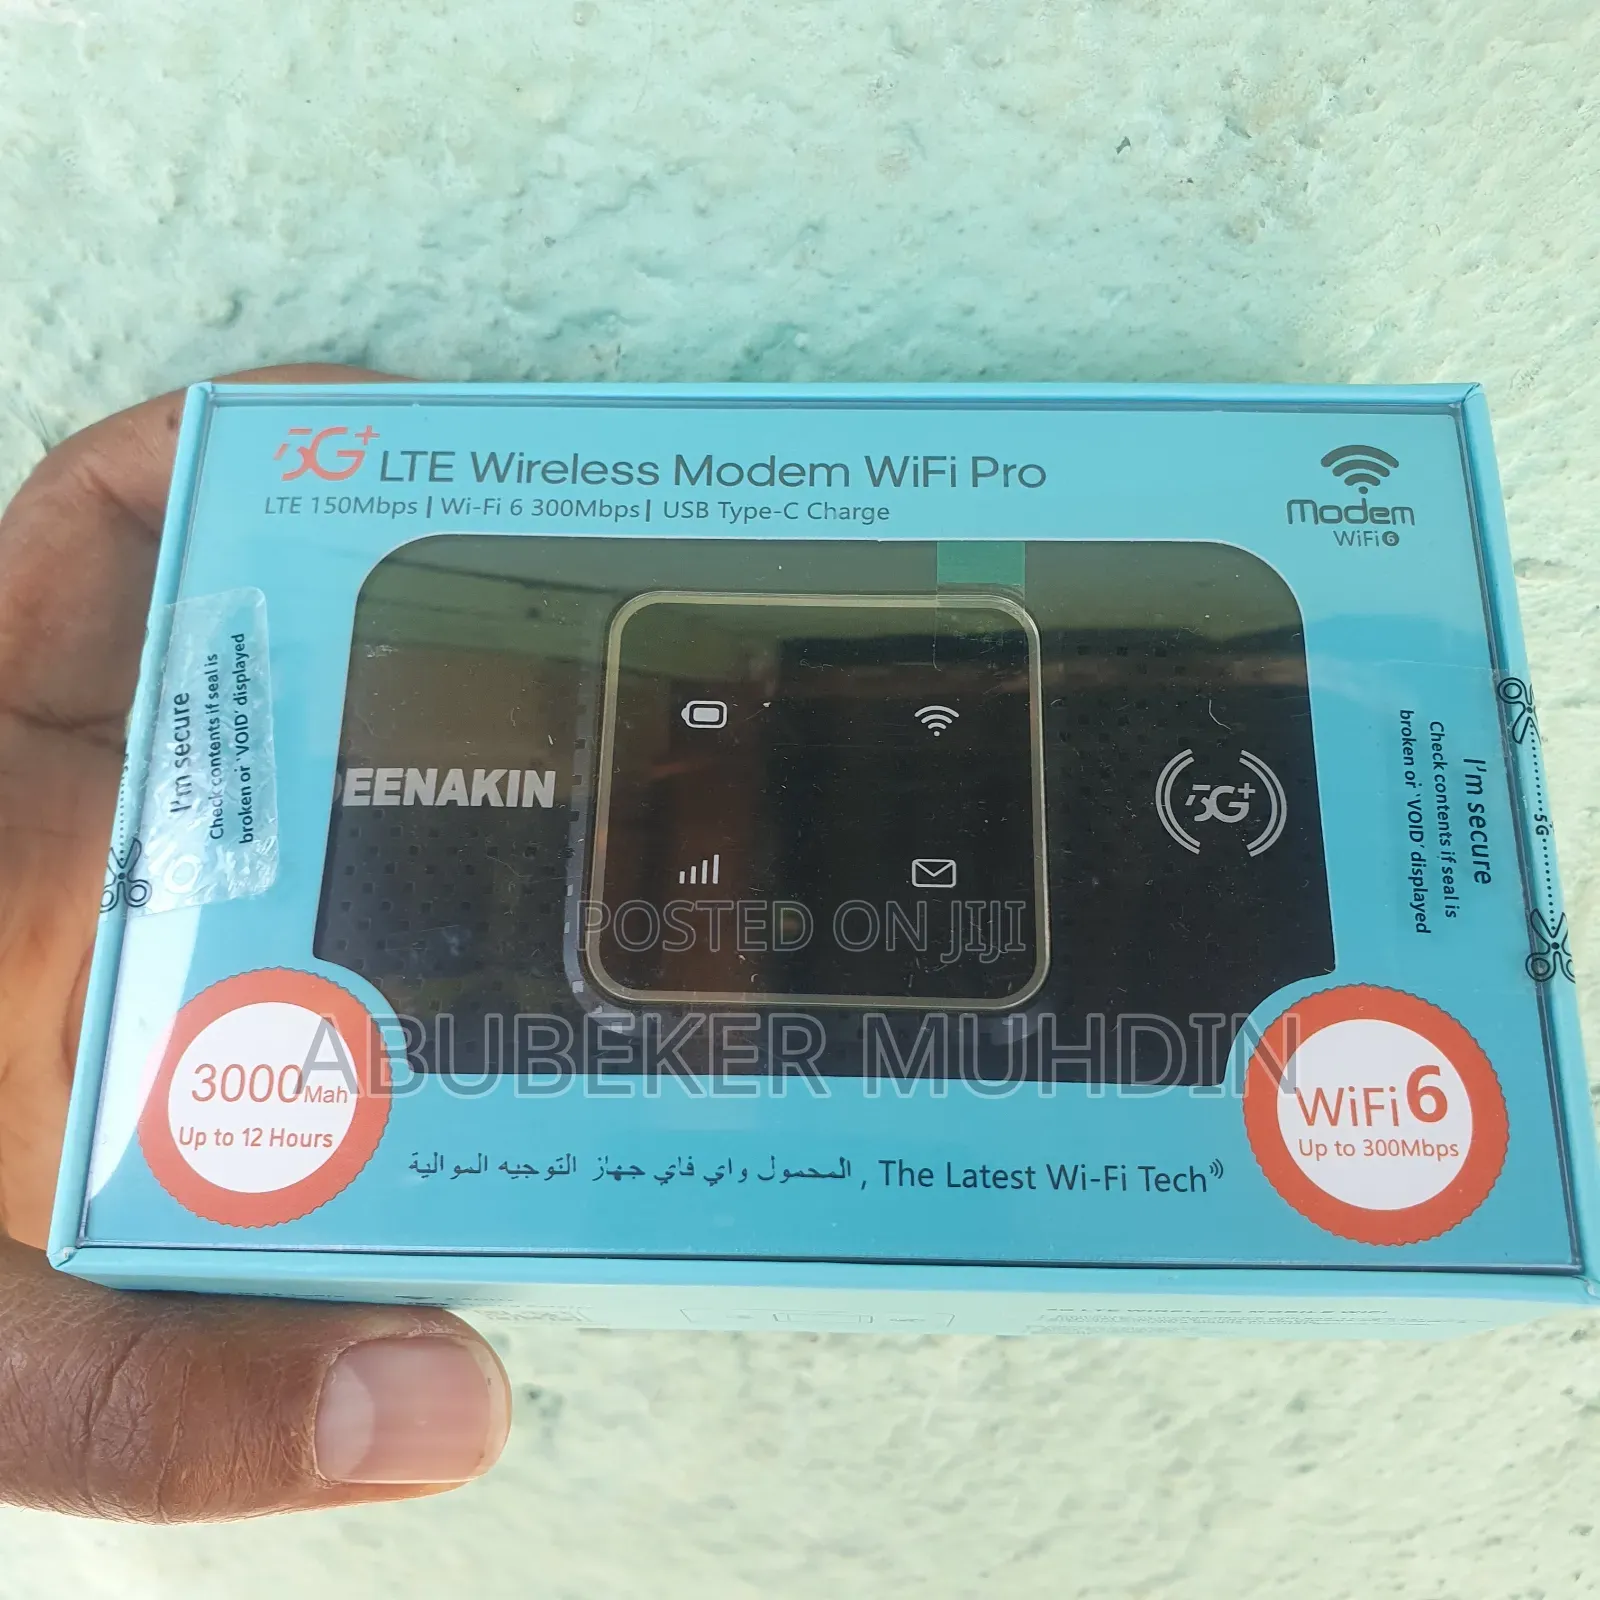 5G+ LTE Wireless Modem WiFi Pro
LTE 150Mbps | Wi-Fi 6 300Mbps | USB Type-C Charge
Modem
WiFi 6
I'm secure
Check contents if seal is
broken or 'VOID' displayed
EENAKIN
5G+
I'm secure
Check contents if seal is
broken or 'VOID' displayed
5G
POSTED ON JIJI
ABUBEKER MUHDIN
3000Mah
Up to 12 Hours
WiFi 6
Up to 300Mbps
المحمول واي فاي جهاز التوجيه الموالية , The Latest Wi-Fi Tech